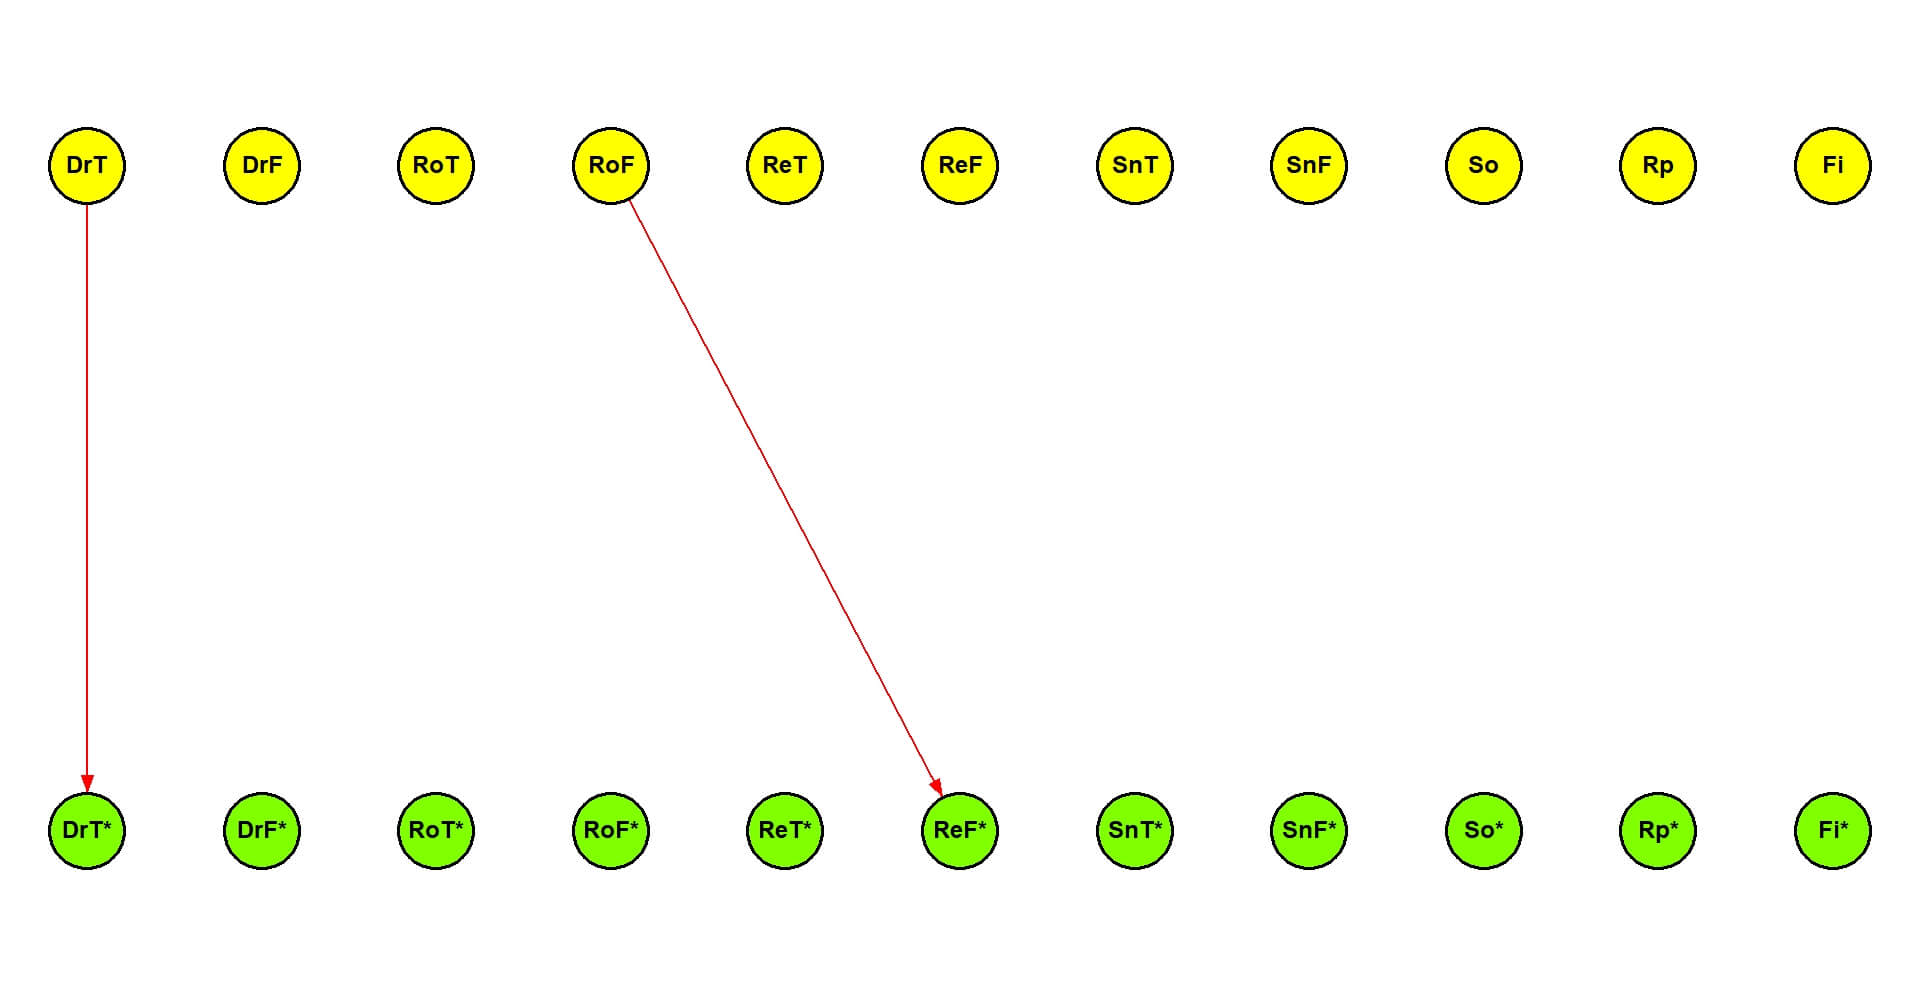 DrT DrF RoT RoF ReT ReF SnT SnF So Rp Fi
DrT* DrF* RoT* RoF* ReT* ReF* SnT* SnF* So* Rp* Fi*